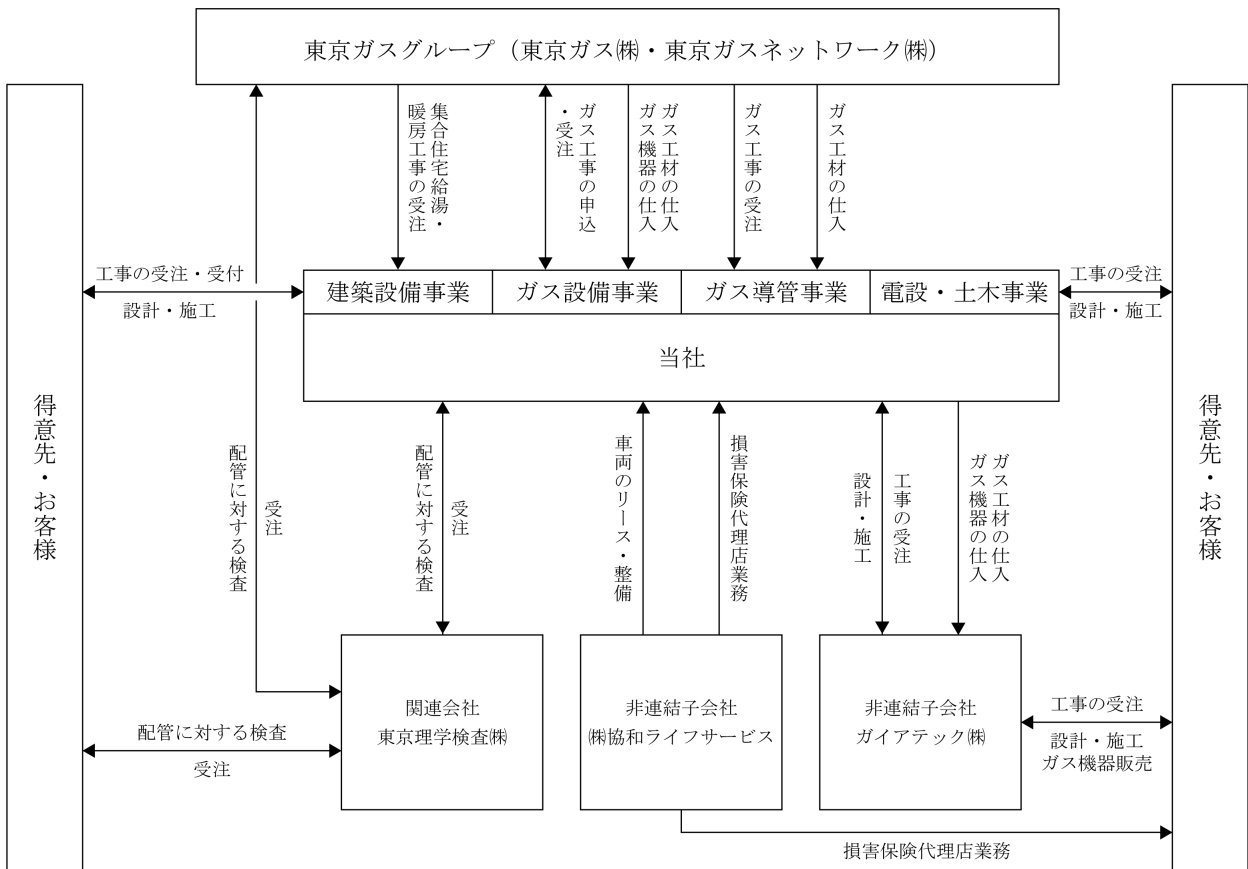 東京ガスグループ（東京ガス㈱・東京ガスネットワーク㈱）
集合住宅給湯・
暖房工事の受注
ガス工事の申込
・受注
ガス工材の仕入
ガス機器の仕入
ガス工事の受注
ガス工材の仕入
工事の受注・受付
設計・施工
建築設備事業
ガス設備事業
ガス導管事業
電設・土木事業
工事の受注
設計・施工
当社
得意先・お客様
得意先・お客様
配管に対する検査
受注
配管に対する検査
受注
車両のリース・整備
損害保険代理店業務
工事の受注
設計・施工
ガス工材の仕入
ガス機器の仕入
関連会社
東京理学検査㈱
非連結子会社
㈱協和ライフサービス
非連結子会社
ガイアテック㈱
配管に対する検査
受注
工事の受注
設計・施工
ガス機器販売
損害保険代理店業務